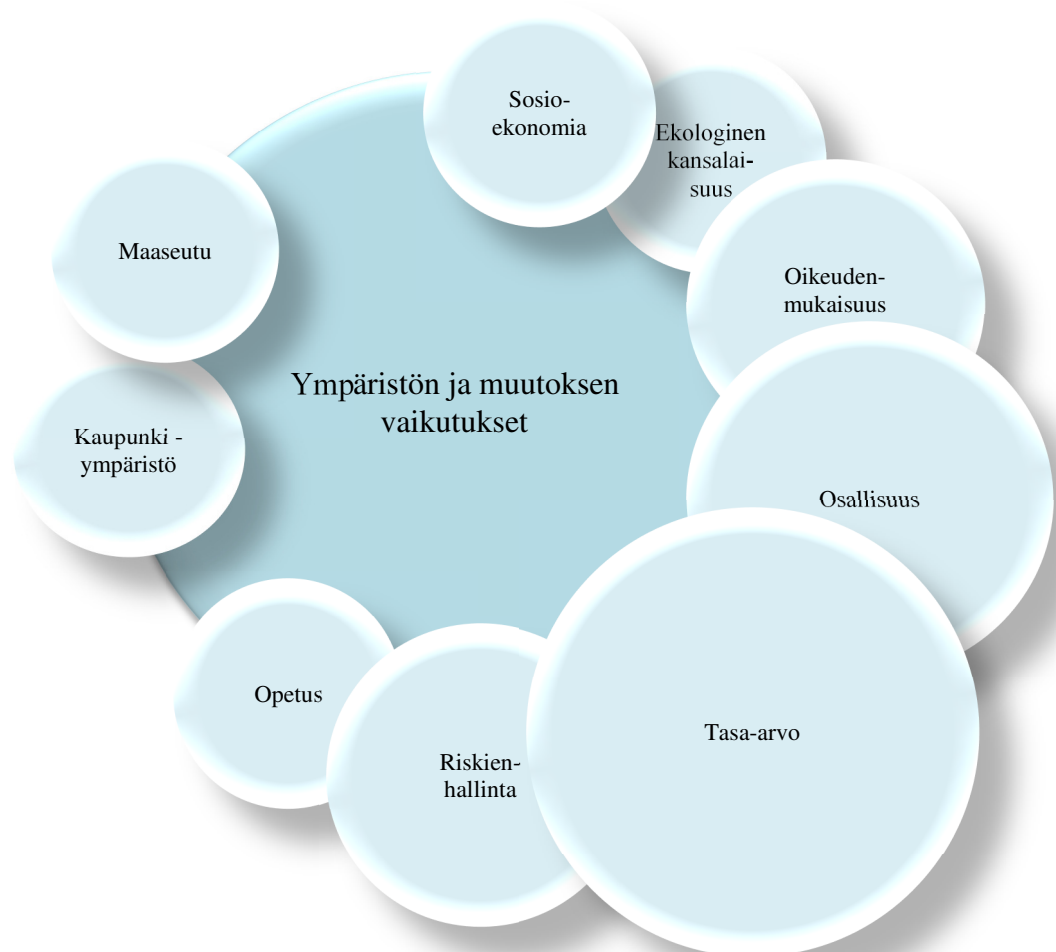 Sosio-
ekonomia
Ekologinen
kansalai-
suus
Oikeuden-
mukaisuus
Osallisuus
Tasa-arvo
Riskien-
hallinta
Opetus
Kaupunki -
ympäristö
Maaseutu
Ympäristön ja muutoksen
vaikutukset